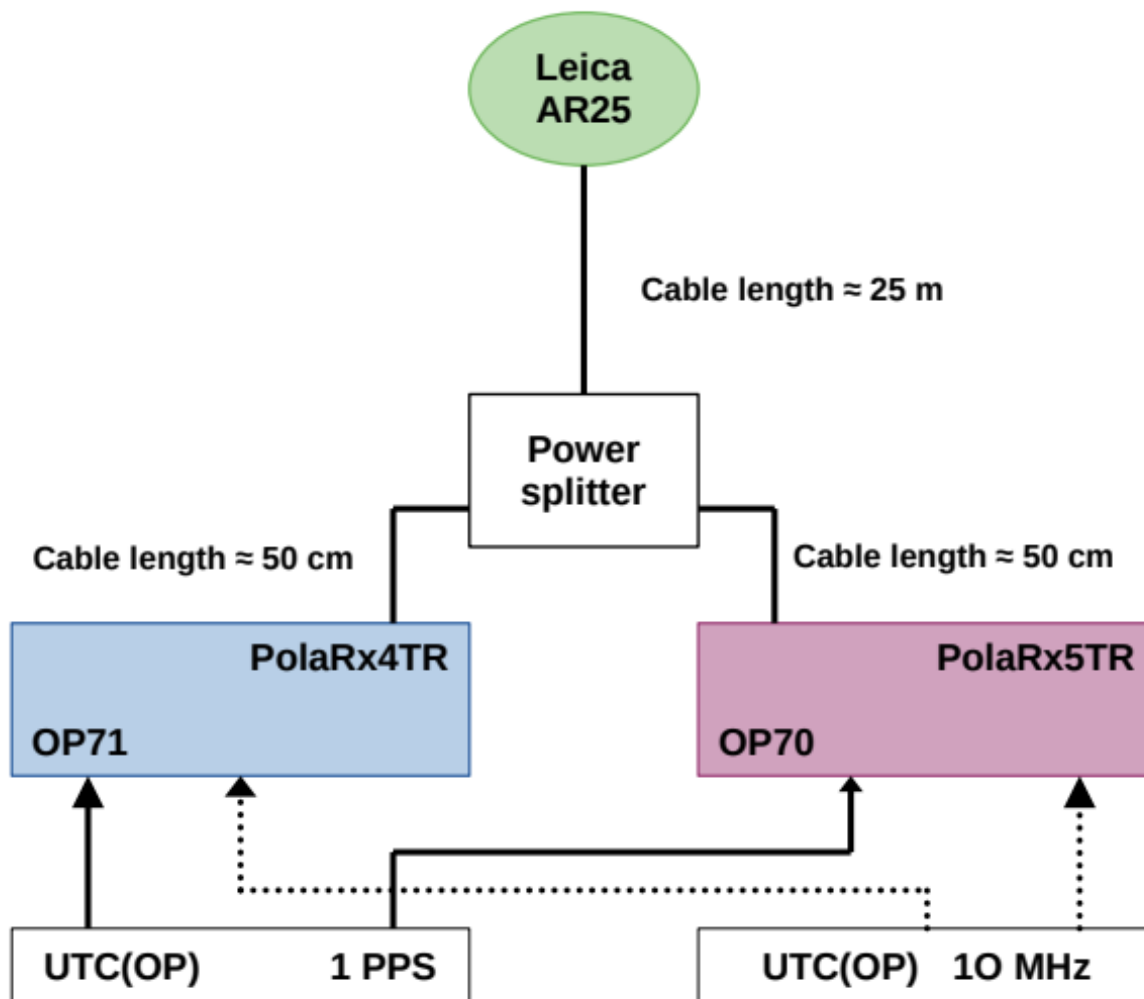 Leica
AR25
Cable length ≈ 25 m
Power
splitter
Cable length ≈ 50 cm
Cable length ≈ 50 cm
PolaRx4TR
OP71
PolaRx5TR
OP70
UTC(OP) 1 PPS
UTC(OP) 1O MHz